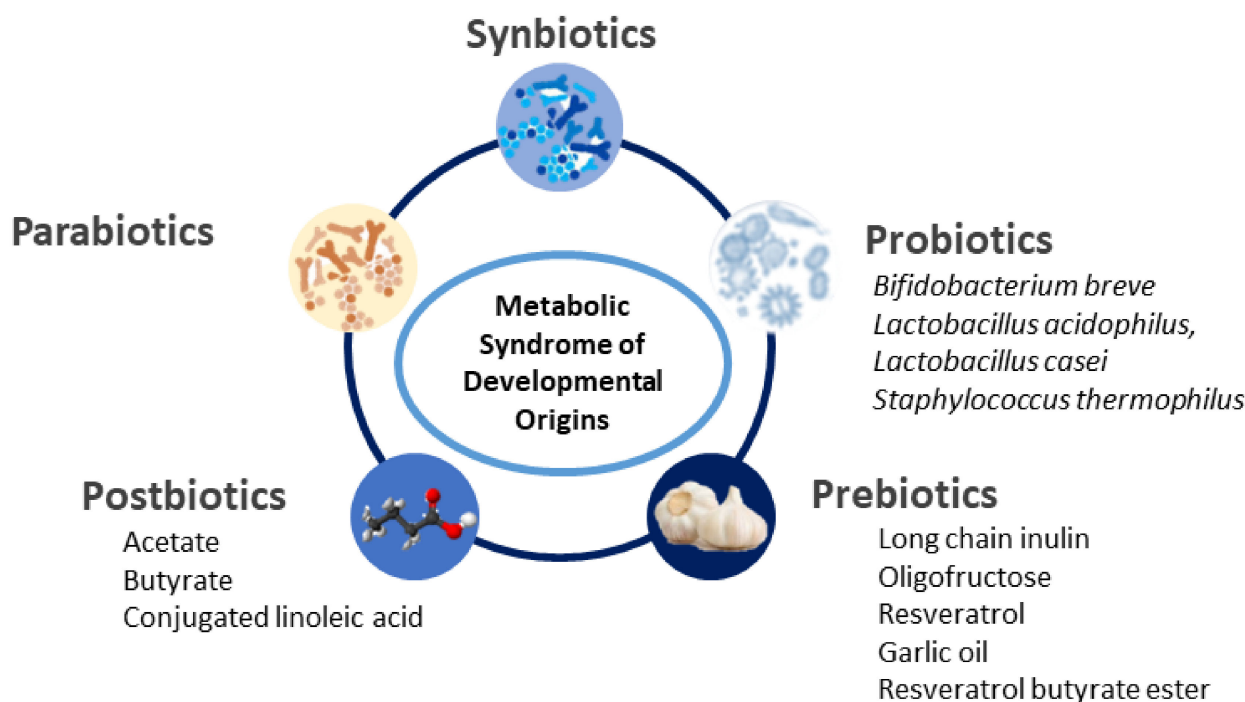 Synbiotics
Parabiotics
Probiotics
Bifidobacterium breve
Lactobacillus acidophilus,
Lactobacillus casei
Staphylococcus thermophilus
Metabolic
Syndrome of
Developmental
Origins
Postbiotics
Acetate
Butyrate
Conjugated linoleic acid
Prebiotics
Long chain inulin
Oligofructose
Resveratrol
Garlic oil
Resveratrol butyrate ester